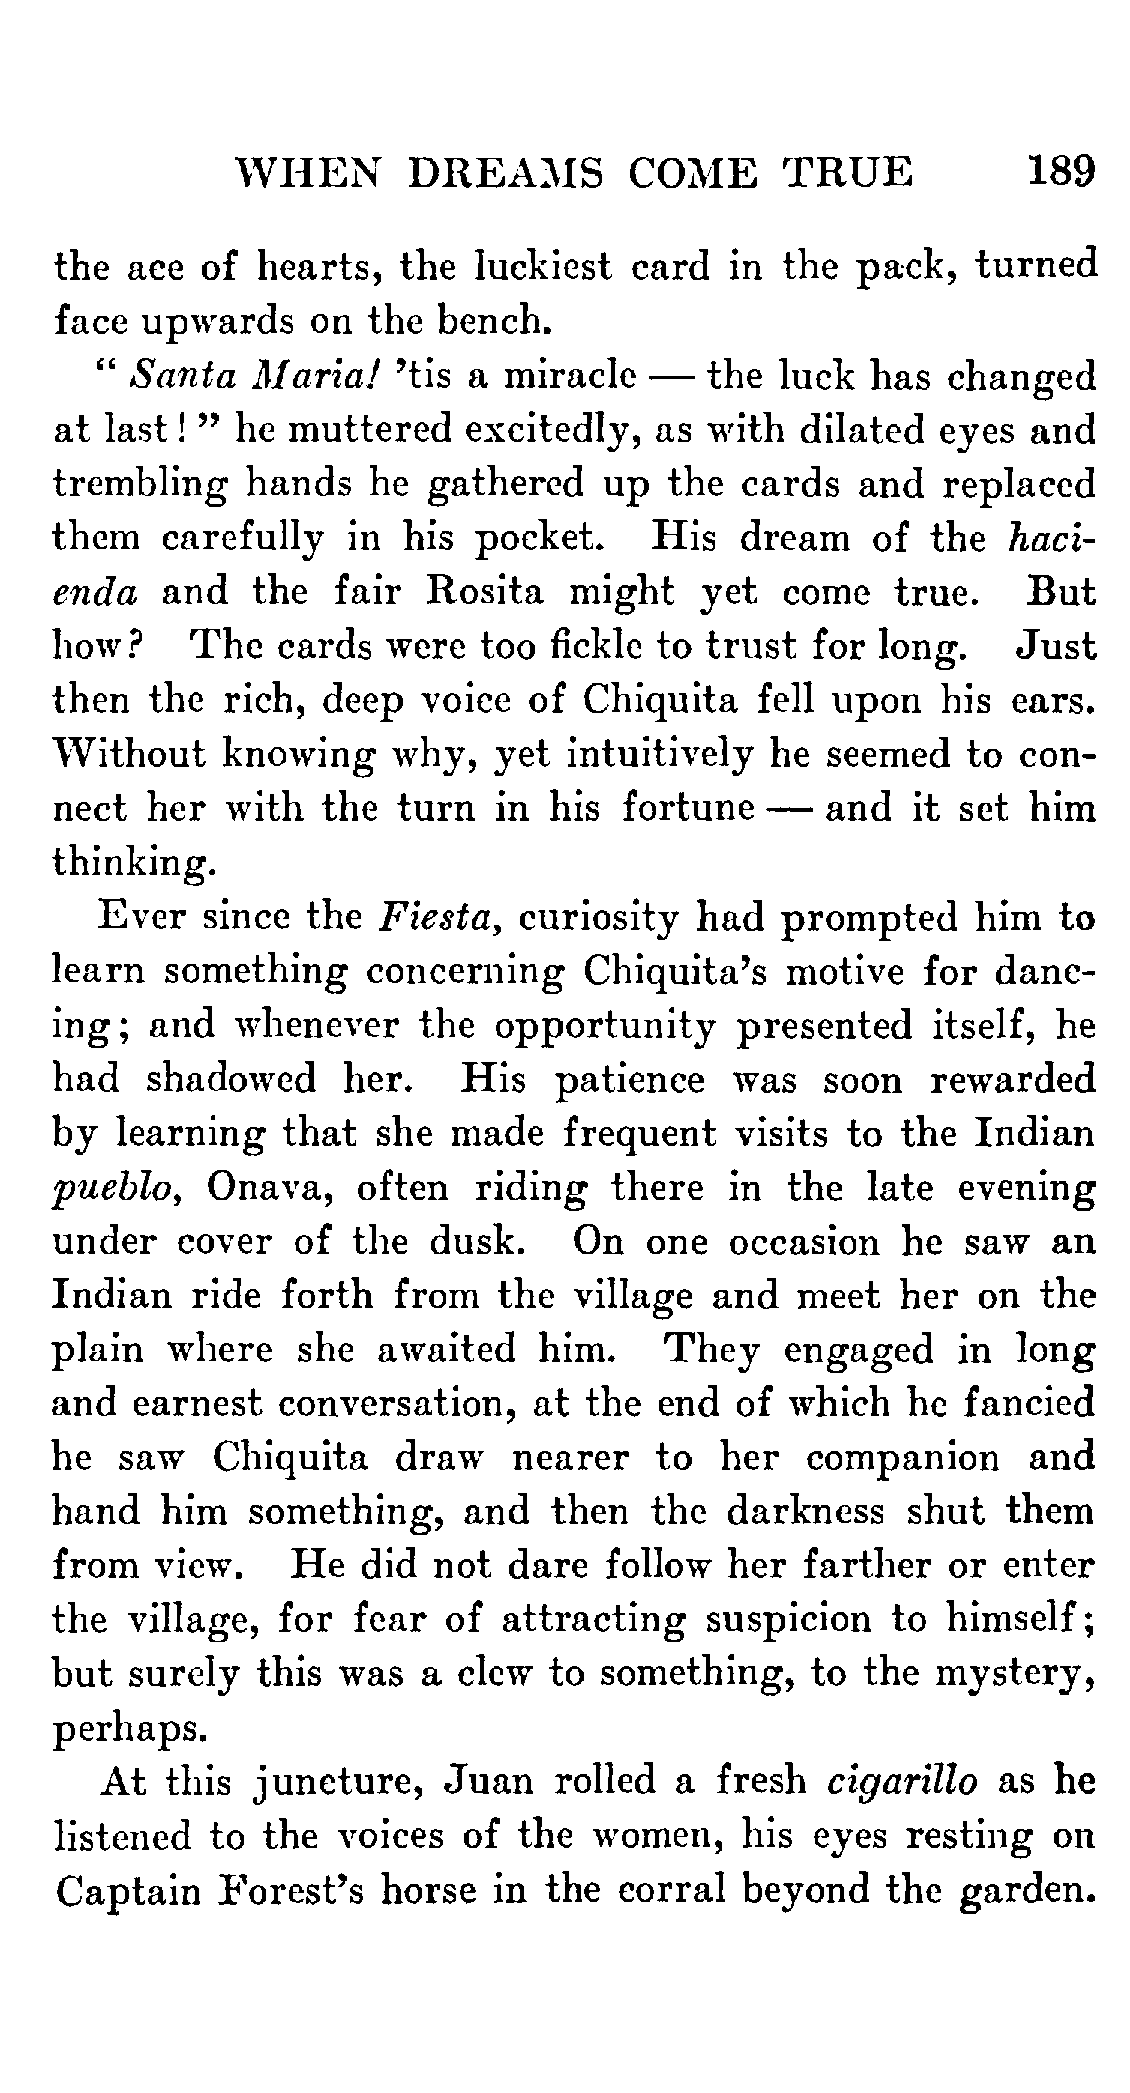 WHEN DREAMS COME TRUE 189
the ace of hearts, the luckiest card in the pack, turned
face upwards on the bench.
“ Santa Maria! ’tis a miracle — the luck has changed
at last! ” he muttered excitedly, as with dilated eyes and
trembling hands he gathered up the cards and replaced
them carefully in his pocket. His dream of the haci-
enda and the fair Rosita might yet come true. But
how? The cards were too fickle to trust for long. Just
then the rich, deep voice of Chiquita fell upon his ears.
Without knowing why, yet intuitively he seemed to con-
nect her with the turn in his fortune — and it set him
thinking.
Ever since the Fiesta, curiosity had prompted him to
learn something concerning Chiquita’s motive for danc-
ing; and whenever the opportunity presented itself, he
had shadowed her. His patience was soon rewarded
by learning that she made frequent visits to the Indian
pueblo, Onava, often riding there in the late evening
under cover of the dusk. On one occasion he saw an
Indian ride forth from the village and meet her on the
plain where she awaited him. They engaged in long
and earnest conversation, at the end of which he fancied
he saw Chiquita draw nearer to her companion and
hand him something, and then the darkness shut them
from view. He did not dare follow her farther or enter
the village, for fear of attracting suspicion to himself;
but surely this was a clew to something, to the mystery,
perhaps.
At this juncture, Juan rolled a fresh cigarillo as he
listened to the voices of the women, his eyes resting on
Captain Forest’s horse in the corral beyond the garden.